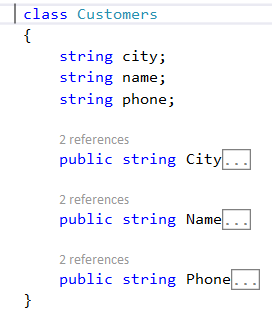 class Customers
{
string city;
string name;
string phone;
2 references
public string City...
2 references
public string Name...
2 references
public string Phone...
}